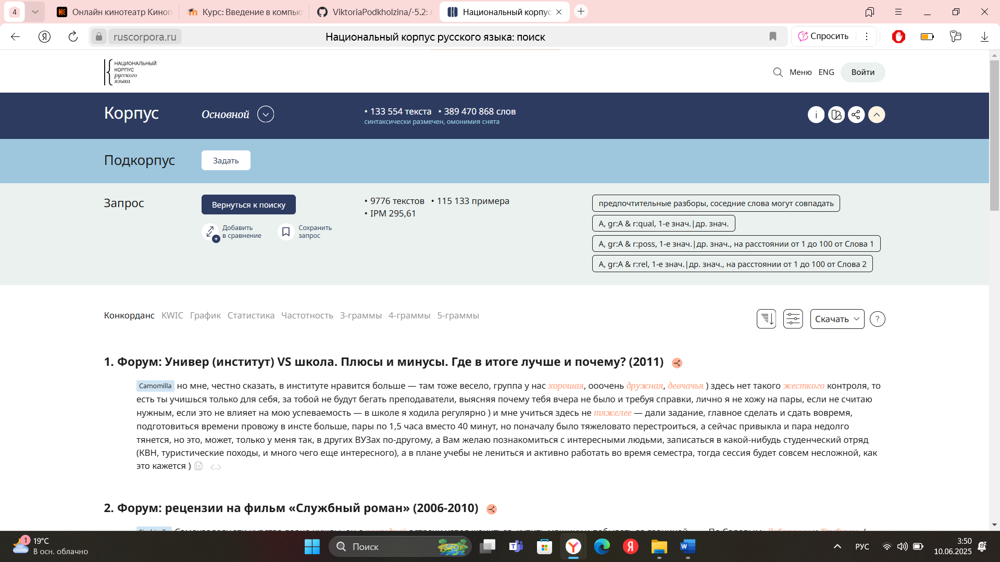 4
Онлайн кинотеатр Киноп
Курс: Введение в компью
ViktoriaPodkholzina/-5.2: л
Национальный корпус
ruscorpora.ru
Национальный корпус русского языка: поиск
Спросить
НАЦИОНАЛЬНЫЙ
КОРПУС
русского
языка
Меню ENG Войти
Корпус
Основной
• 133 554 текста • 389 470 868 слов
синтаксически размечен, омонимия снята
i
Подкорпус
Задать
Запрос
Вернуться к поиску
Добавить
в сравнение
Сохранить
запрос
• 9776 текстов • 115 133 примера
• IPM 295,61
предпочтительные разборы, соседние слова могут совпадать
A, gr:A & r:qual, 1-е знач.|др. знач.
A, gr:A & r:poss, 1-е знач.|др. знач., на расстоянии от 1 до 100 от Слова 1
A, gr:A & r:rel, 1-е знач.|др. знач., на расстоянии от 1 до 100 от Слова 2
Конкорданс KWIC График Статистика Частотность 3-граммы 4-граммы 5-граммы
Скачать
?
1. Форум: Универ (институт) VS школа. Плюсы и минусы. Где в итоге лучше и почему? (2011)
Camomilla но мне, честно сказать, в институте нравится больше — там тоже весело, группа у нас хорошая, ооочень дружная, девчачья ) здесь нет такого жесткого контроля, то
есть ты учишься только для себя, за тобой не будут бегать преподаватели, выясняя почему тебя вчера не было и требуя справки, лично я не хожу на пары, если не считаю
нужным, если это не влияет на мою успеваемость — в школе я ходила регулярно ) и мне учиться здесь не тяжелее — дали задание, главное сделать и сдать вовремя,
подготовиться времени провожу в инсте больше, пары по 1,5 часа вместо 40 минут, но поначалу было тяжеловато перестроиться, а сейчас привыкла и пара недолго
тянется, но это, может, только у меня так, в других ВУЗах по-другому, а Вам желаю познакомиться с интересными людьми, записаться в какой-нибудь студенческий отряд
(КВН, туристические походы, и много чего еще интересного), а в плане учебы не лениться и активно работать во время семестра, тогда сессия будет совсем несложной, как
это кажется )
2. Форум: рецензии на фильм «Службный роман» (2006-2010)
1
19°C
В осн. облачно
Поиск
РУС
3:50
10.06.2025